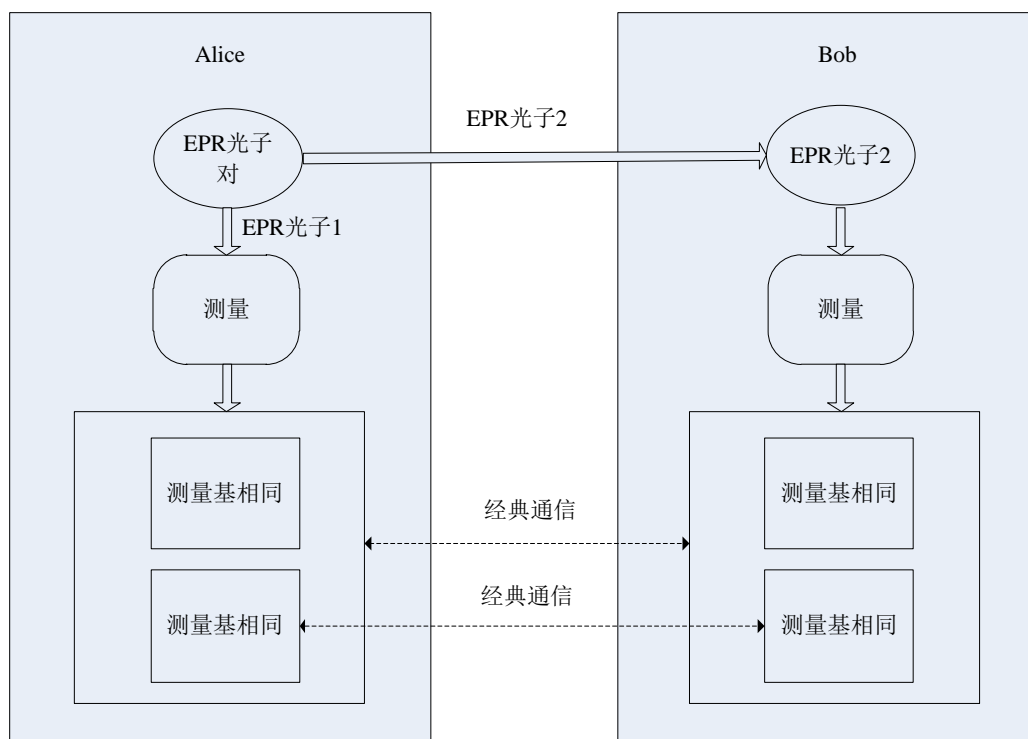 Alice
Bob
EPR光子2
EPR光子
对
EPR光子2
EPR光子1
测量
测量
测量基相同
测量基相同
经典通信
经典通信
测量基相同
测量基相同